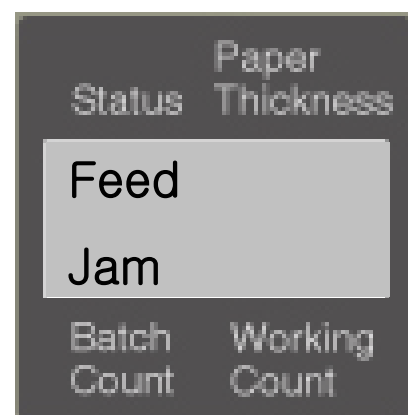 Paper
Status Thickness
Feed
Jam
Batch Working
Count Count